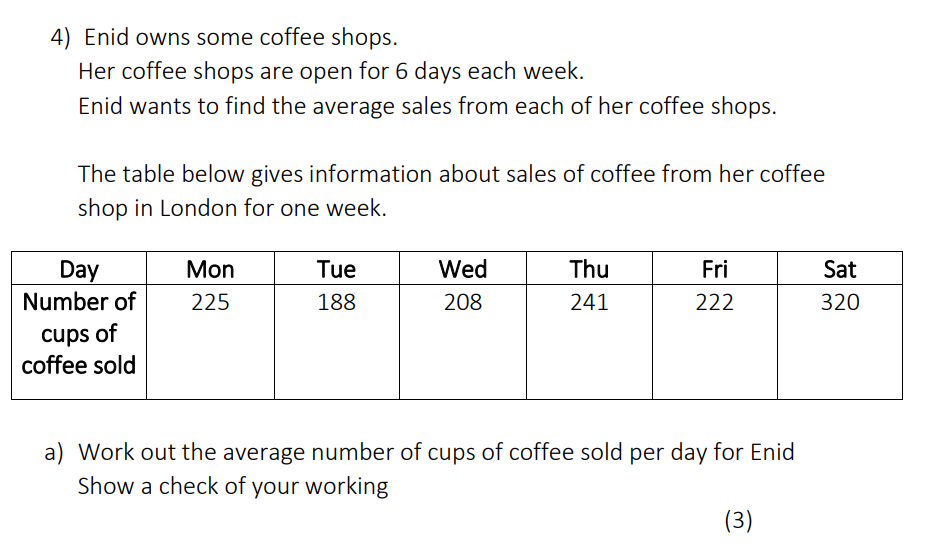 4) Enid owns some coffee shops.
Her coffee shops are open for 6 days each week.
Enid wants to find the average sales from each of her coffee shops.
The table below gives information about sales of coffee from her coffee
shop in London for one week.
Day Mon Tue Wed Thu Fri Sat
Number of 225 188 208 241 222 320
cups of
coffee sold
a) Work out the average number of cups of coffee sold per day for Enid
Show a check of your working
(3)